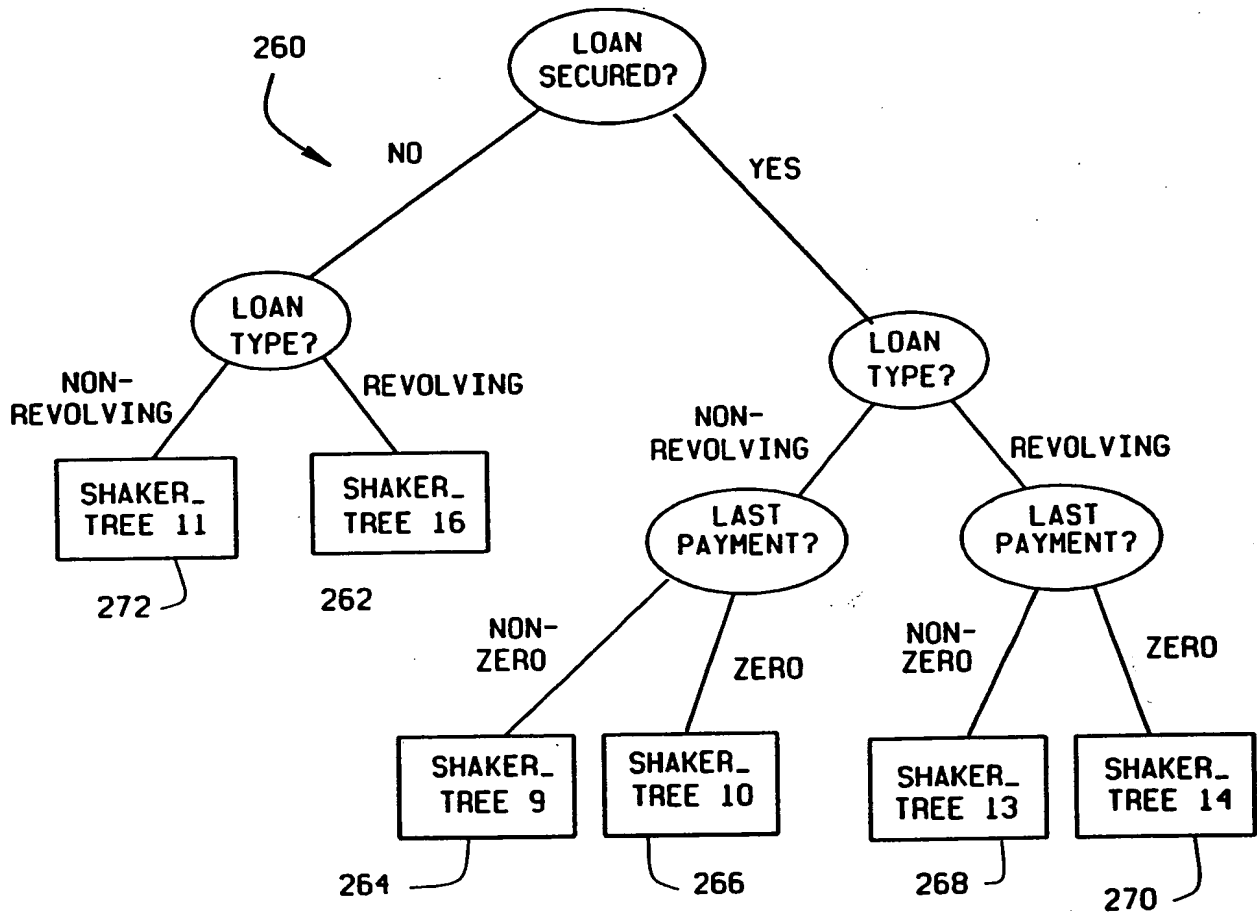 260
LOAN
SECURED?
NO
YES
LOAN
TYPE?
LOAN
TYPE?
NON-
REVOLVING
REVOLVING
NON-
REVOLVING
REVOLVING
SHAKER_
TREE 11
SHAKER_
TREE 16
LAST
PAYMENT?
LAST
PAYMENT?
272
262
NON-
ZERO
ZERO
NON-
ZERO
ZERO
SHAKER_
TREE 9
SHAKER_
TREE 10
SHAKER_
TREE 13
SHAKER_
TREE 14
264
266
268
270